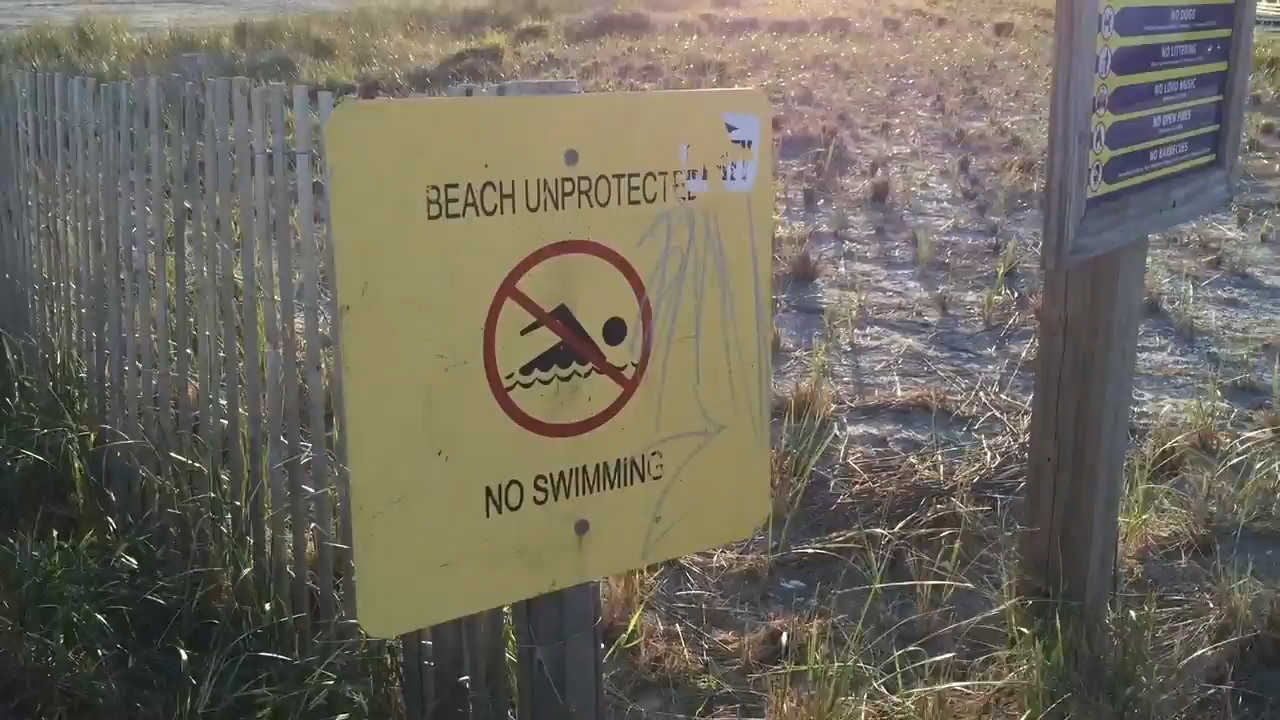 BEACH UNPROTECTED
NO SWIMMING
NO DOGS
NO LITTERING
NO LOUD MUSIC
NO OPEN FIRES
NO BARBECUES